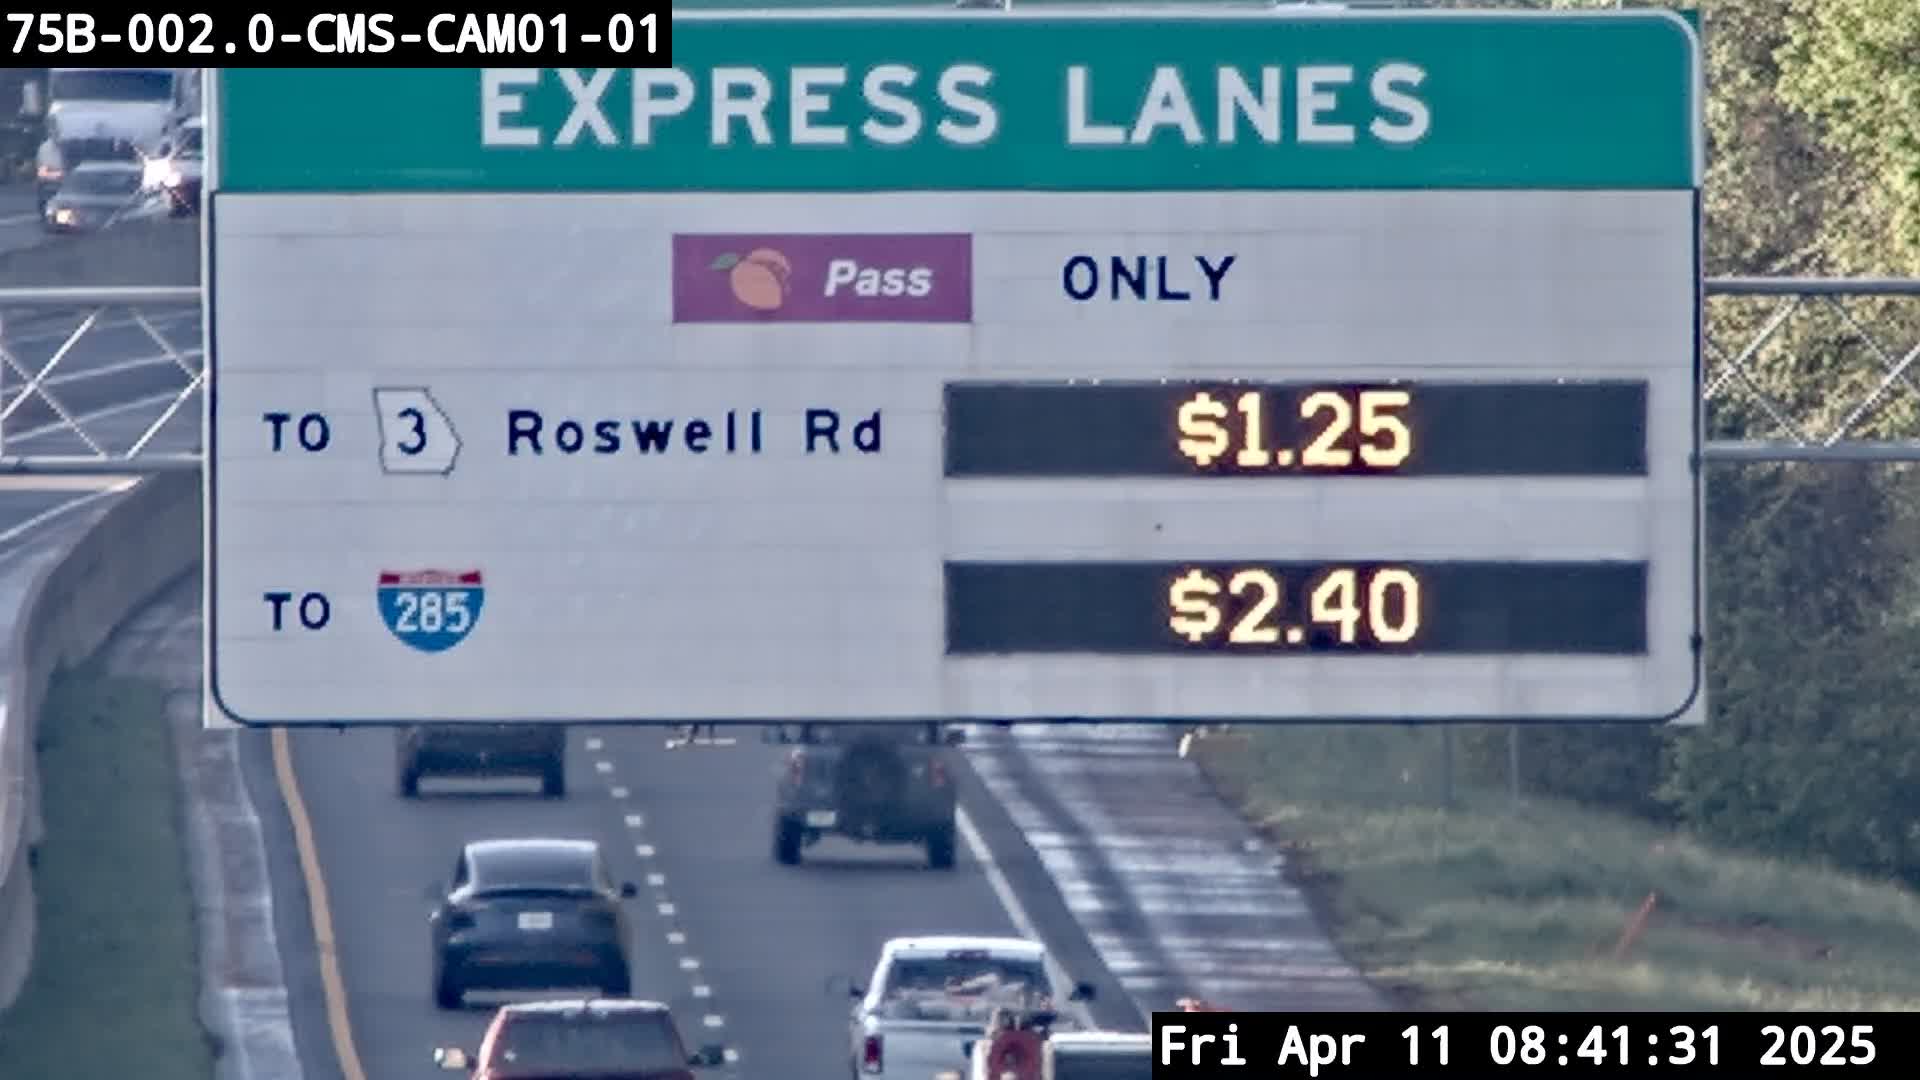 75B-002.0-CMS-CAM01-01
EXPRESS LANES
Pass ONLY
TO 3 Roswell Rd $1.25
TO 285 $2.40
Fri Apr 11 08:41:31 2025